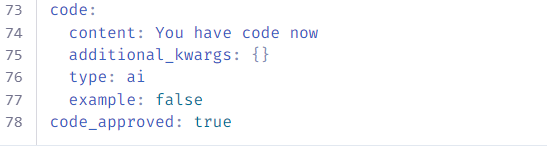 73 code:
74   content: You have code now
75   additional_kwargs: {}
76   type: ai
77   example: false
78 code_approved: true